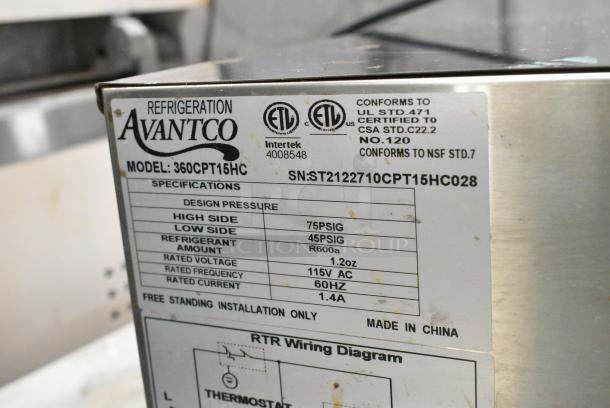 REFRIGERATION
AVANTCO
MODEL: 360CPT15HC
ETL
Intertek
4008548
C ETL US
CONFORMS TO
UL STD.471
CERTIFIED TO
CSA STD.C22.2
NO.120
CONFORMS TO NSF STD.7
SN:ST2122710CPT15HC028
SPECIFICATIONS
DESIGN PRESSURE
HIGH SIDE 75PSIG
LOW SIDE 45PSIG
REFRIGERANT R600a
AMOUNT 1.2oz
RATED VOLTAGE 115V AC
RATED FREQUENCY 60HZ
RATED CURRENT 1.4A
FREE STANDING INSTALLATION ONLY
MADE IN CHINA
RTR Wiring Diagram
THERMOSTAT
L